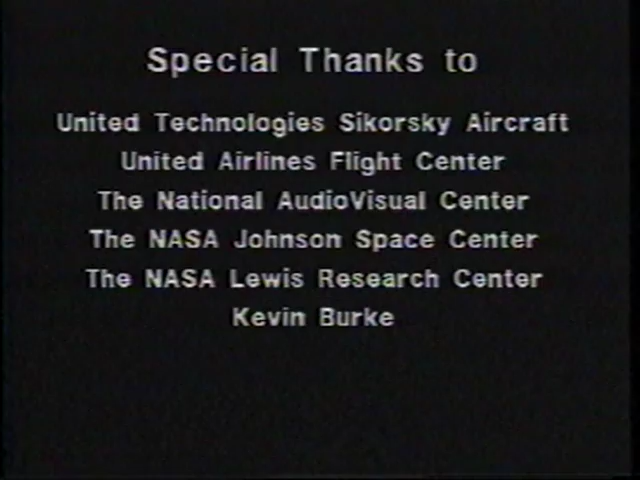 Special Thanks to
United Technologies Sikorsky Aircraft
United Airlines Flight Center
The National AudioVisual Center
The NASA Johnson Space Center
The NASA Lewis Research Center
Kevin Burke